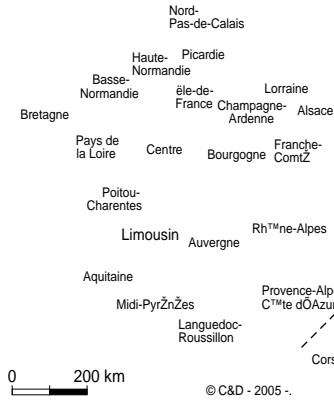 Nord-
Pas-de-Calais
Haute-
Normandie
Picardie
Basse-
Normandie
ële-de-
France
Champagne-
Ardenne
Lorraine
Alsace
Bretagne
Pays de
la Loire
Centre
Bourgogne
Franche-
ComtŽ
Poitou-
Charentes
Limousin
Auvergne
Rh™ne-Alpes
Aquitaine
Midi-PyrŽnŽes
Provence-Alp
C™te dÕAzur
Languedoc-
Roussillon
Cors
0 200 km
© C&D - 2005 -.